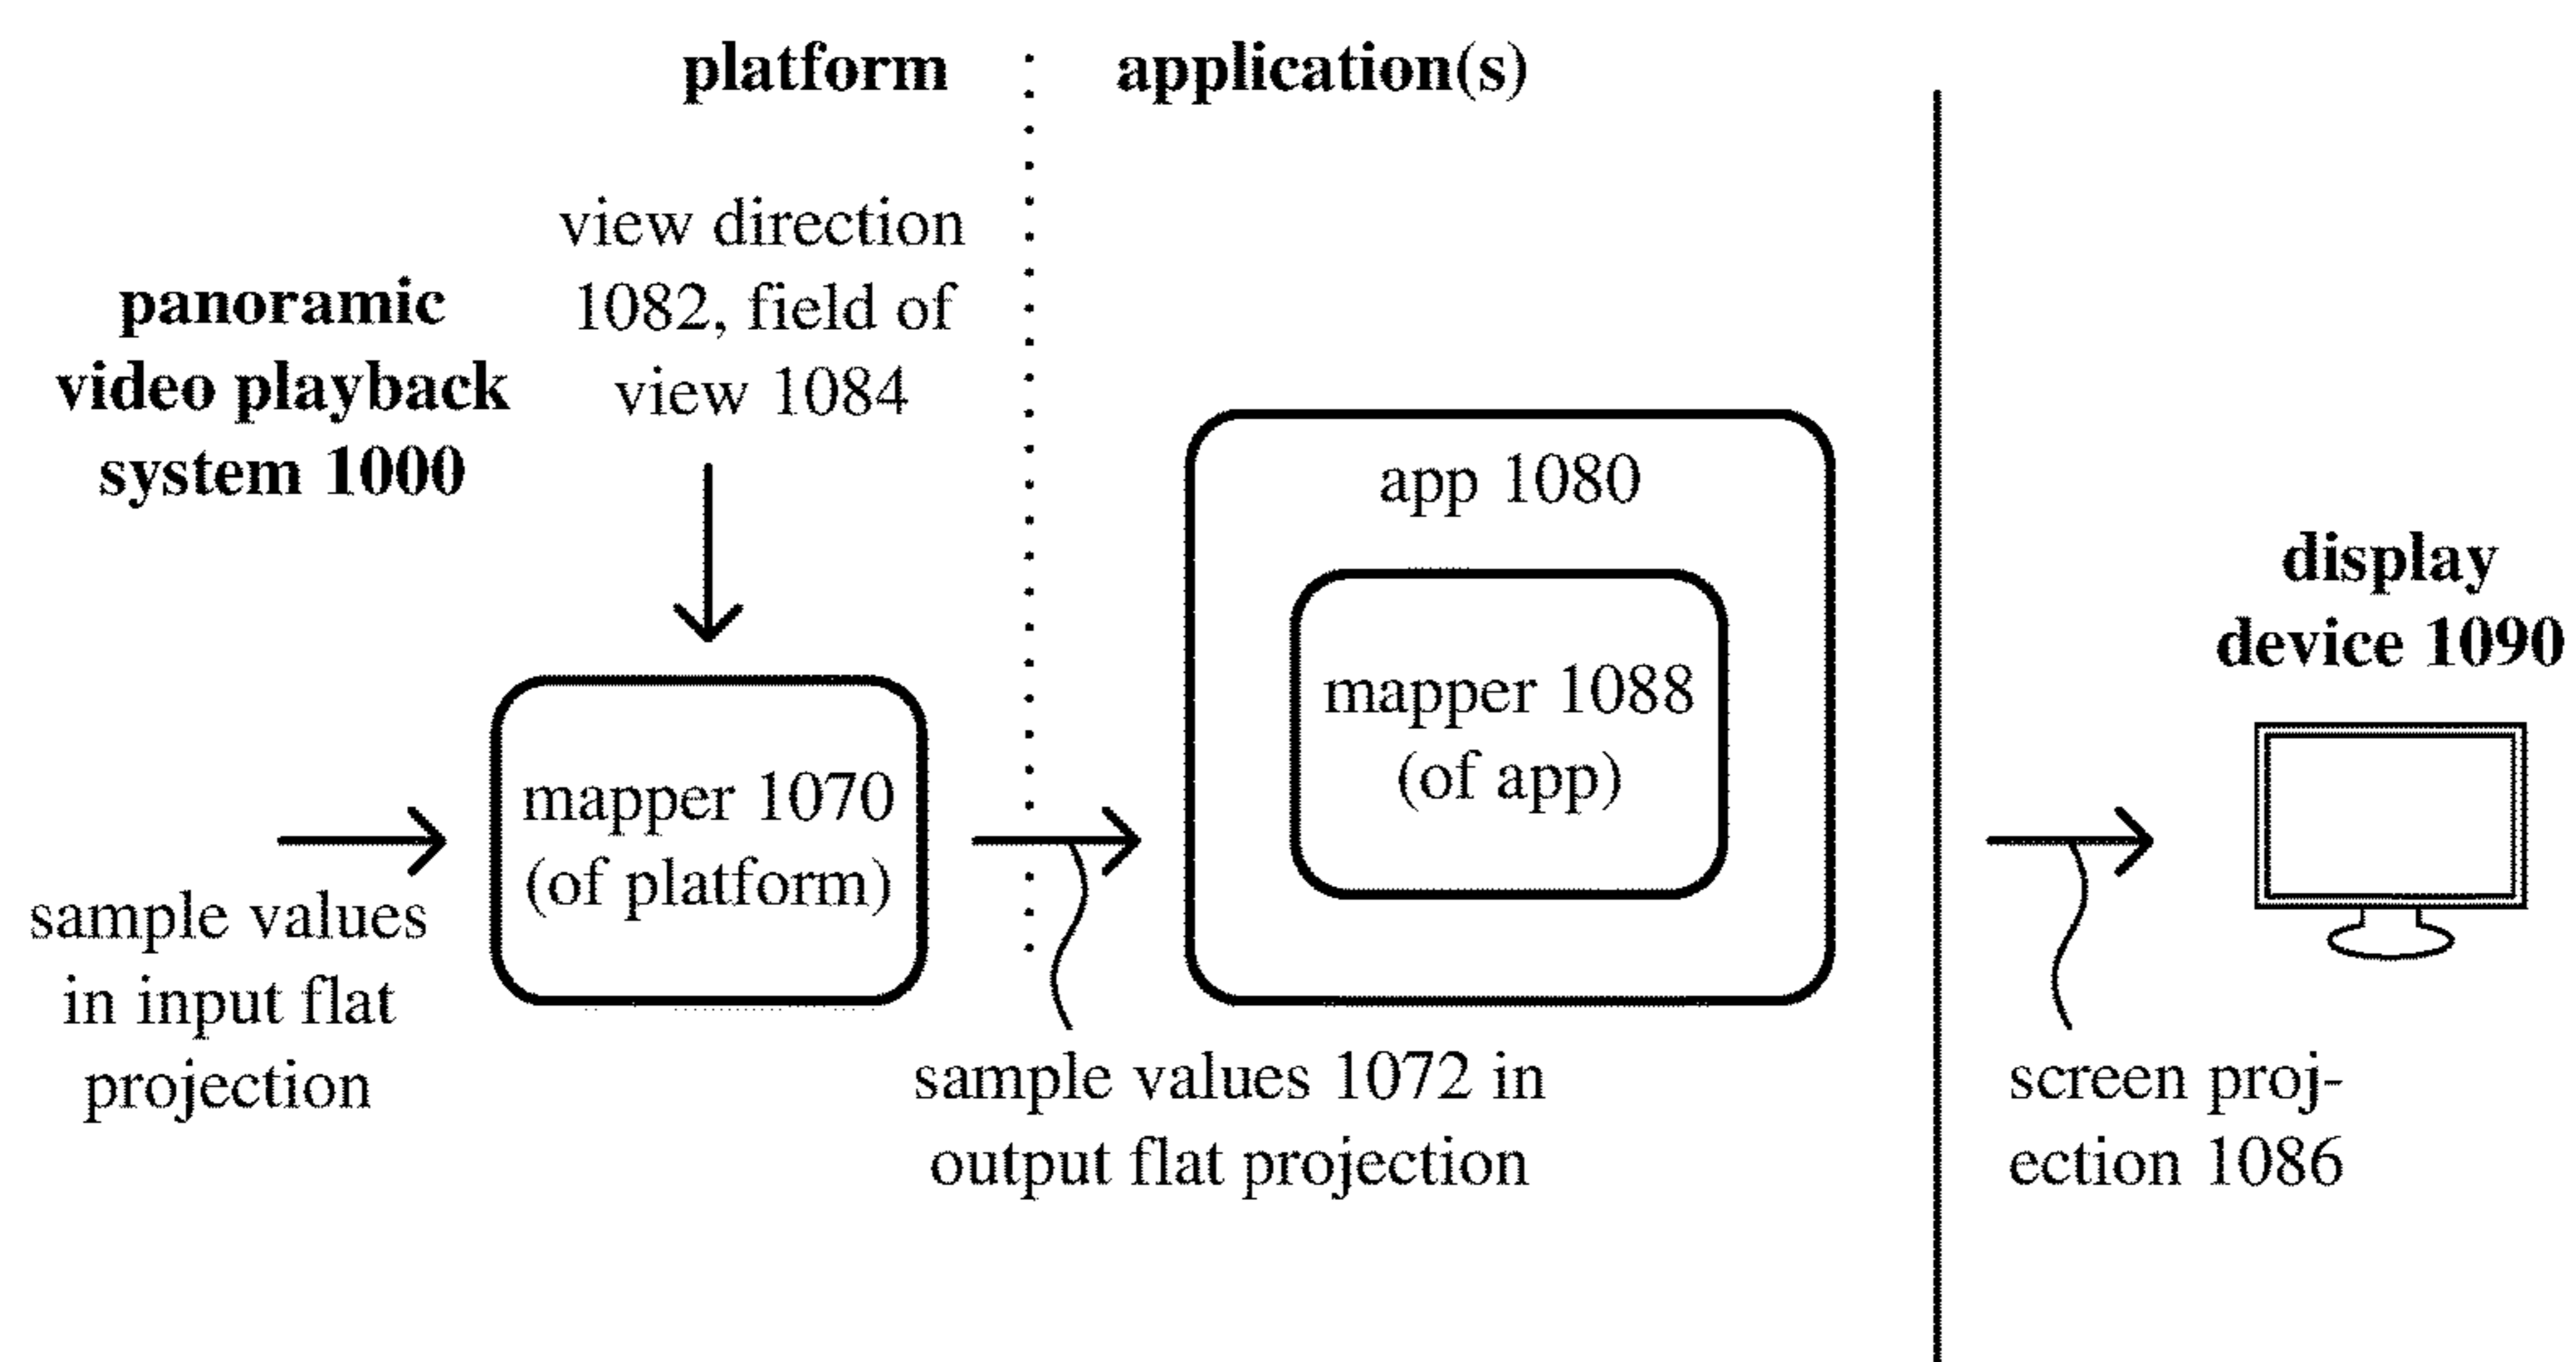 platform
application(s)
view direction
1082, field of
view 1084
panoramic
video playback
system 1000
app 1080
mapper 1088
(of app)
display
device 1090
mapper 1070
(of platform)
sample values
in input flat
projection
sample values 1072 in
output flat projection
screen proj-
ection 1086